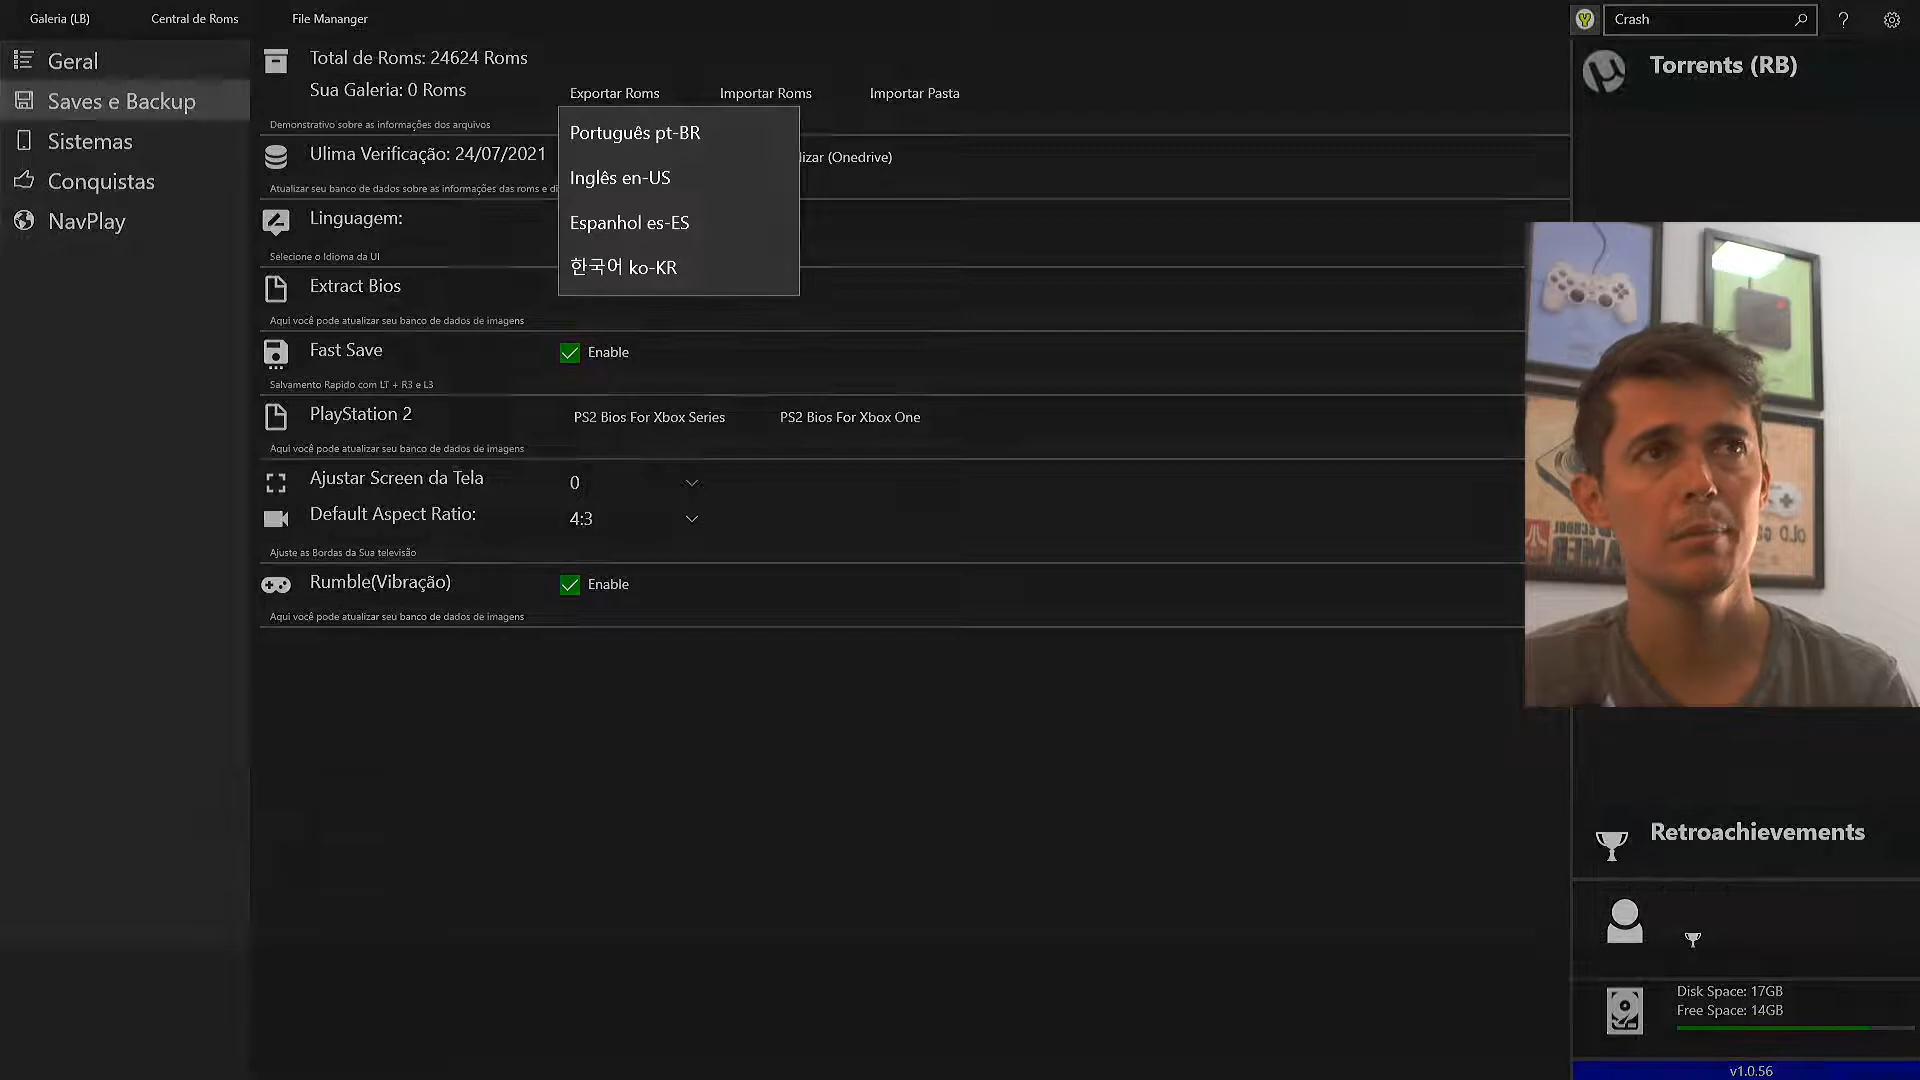 Galeria (LB)
Central de Roms
File Mananger
Crash
?
Geral
Saves e Backup
Sistemas
Conquistas
NavPlay
Total de Roms: 24624 Roms
Sua Galeria: 0 Roms
Exportar Roms
Importar Roms
Importar Pasta
Demonstrativo sobre as informações dos arquivos
Ulima Verificação: 24/07/2021
lizar (Onedrive)
Atualizar seu banco de dados sobre as informações das roms e di
Linguagem:
Selecione o Idioma da UI
Português pt-BR
Inglês en-US
Espanhol es-ES
한국어 ko-KR
Extract Bios
Aqui você pode atualizar seu banco de dados de imagens
Fast Save
Enable
Salvamento Rapido com LT + R3 e L3
PlayStation 2
PS2 Bios For Xbox Series
PS2 Bios For Xbox One
Aqui você pode atualizar seu banco de dados de imagens
Ajustar Screen da Tela
0
Default Aspect Ratio:
4:3
Ajuste as Bordas da Sua televisão
Rumble(Vibração)
Enable
Aqui você pode atualizar seu banco de dados de imagens
Torrents (RB)
Retroachievements
Disk Space: 17GB
Free Space: 14GB
v1.0.56